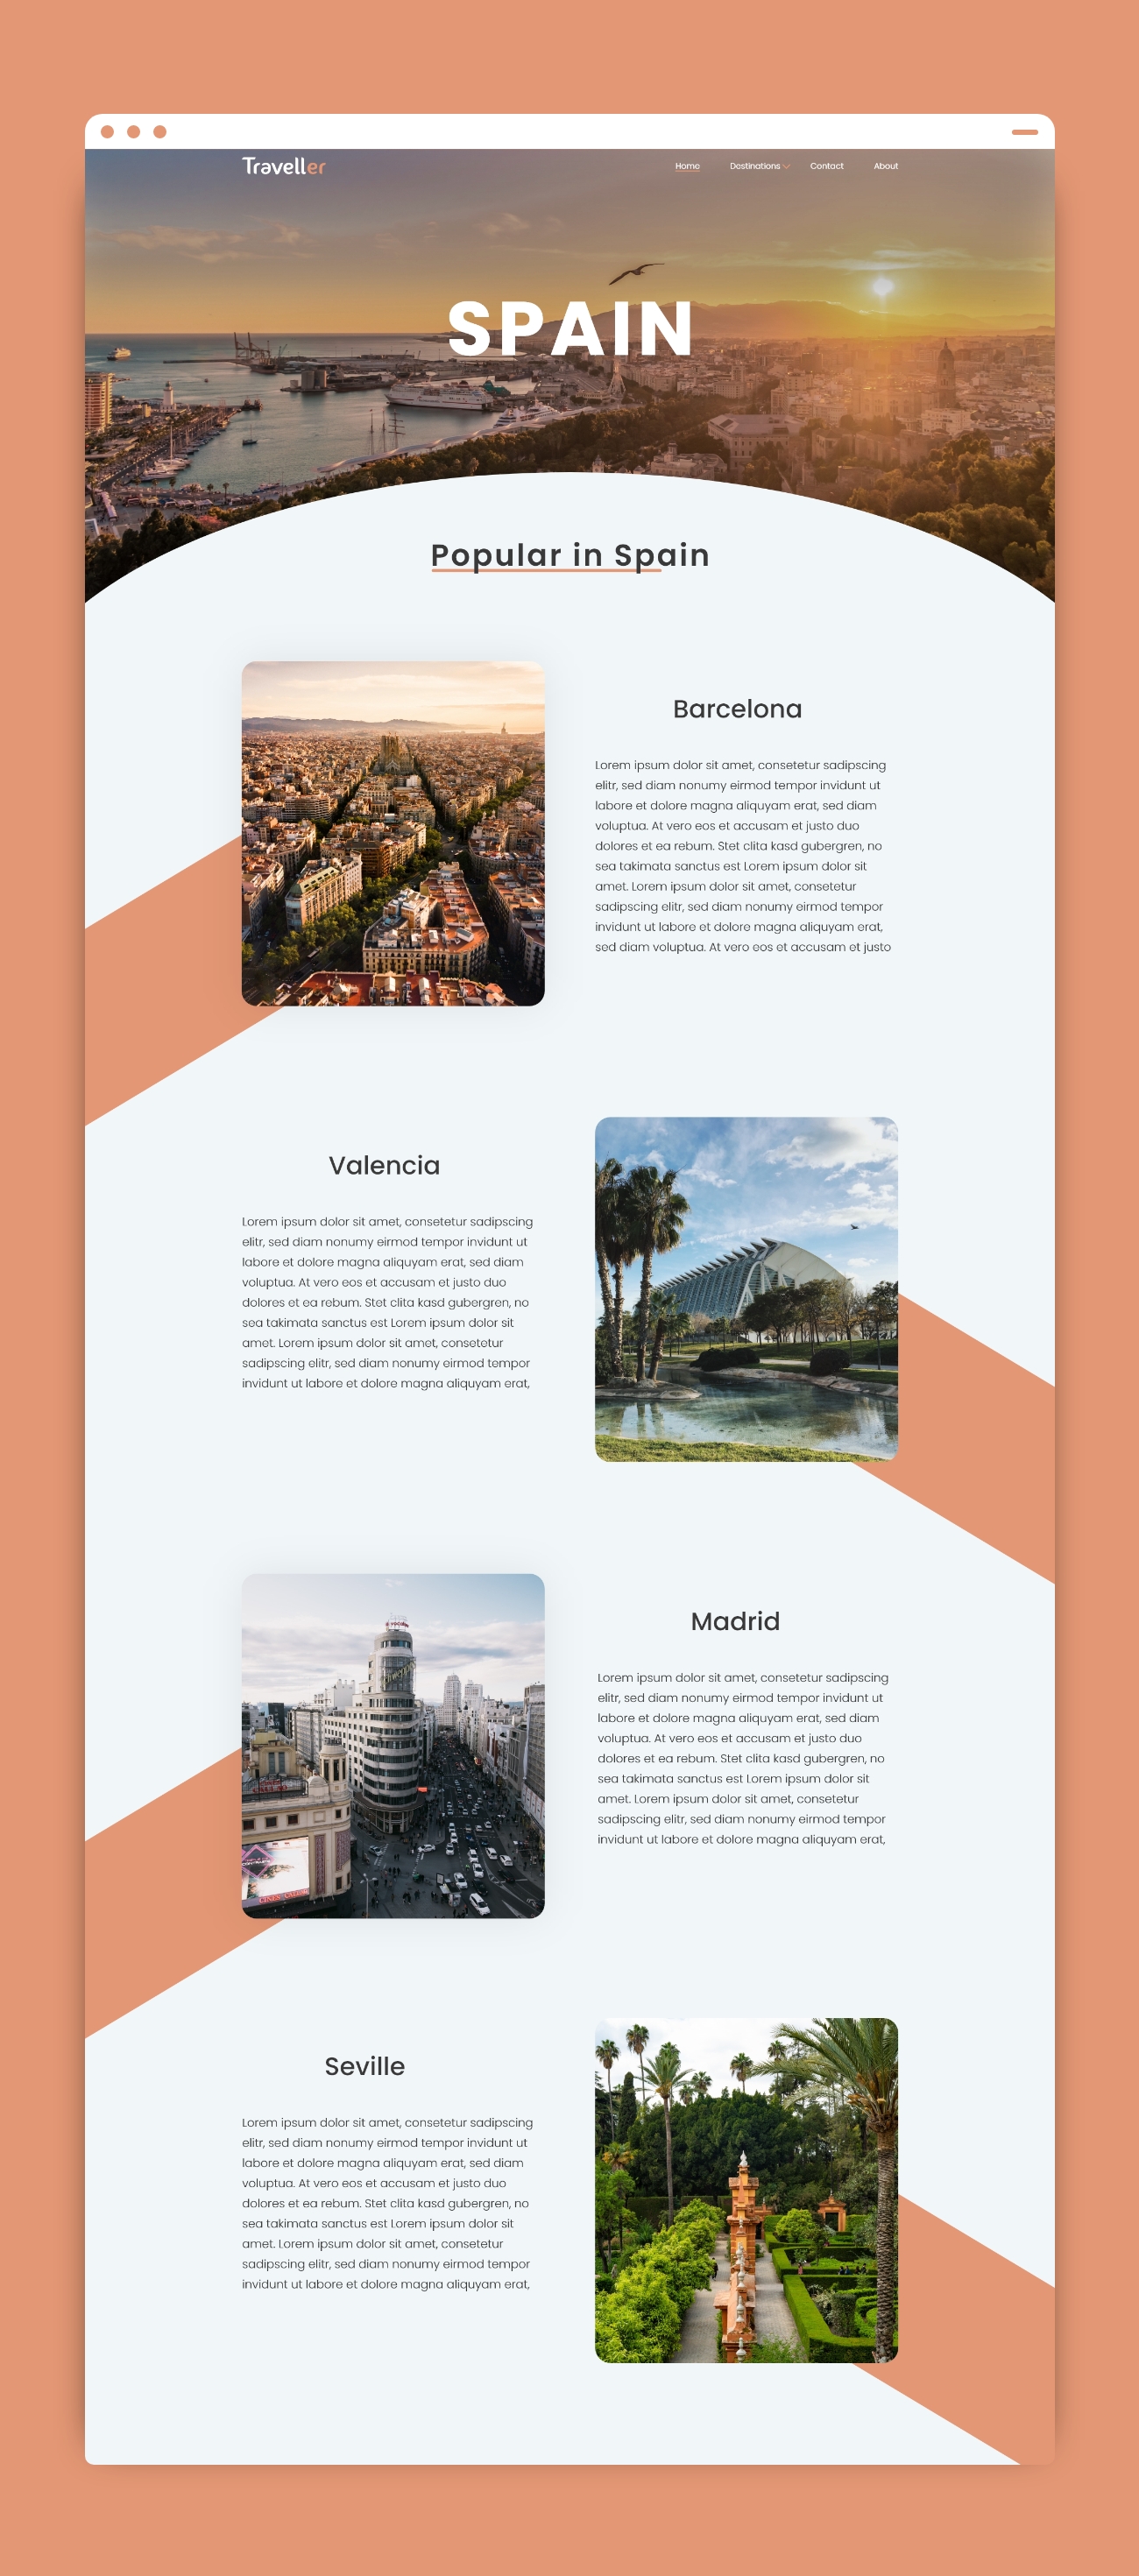 Traveller
Home Destinations Contact About
SPAIN
Popular in Spain
Barcelona
Lorem ipsum dolor sit amet, consetetur sadipscing
elitr, sed diam nonumy eirmod tempor invidunt ut
labore et dolore magna aliquyam erat, sed diam
voluptua. At vero eos et accusam et justo duo
dolores et ea rebum. Stet clita kasd gubergren, no
sea takimata sanctus est Lorem ipsum dolor sit
amet. Lorem ipsum dolor sit amet, consetetur
sadipscing elitr, sed diam nonumy eirmod tempor
invidunt ut labore et dolore magna aliquyam erat,
sed diam voluptua. At vero eos et accusam et justo
Valencia
Lorem ipsum dolor sit amet, consetetur sadipscing
elitr, sed diam nonumy eirmod tempor invidunt ut
labore et dolore magna aliquyam erat, sed diam
voluptua. At vero eos et accusam et justo duo
dolores et ea rebum. Stet clita kasd gubergren, no
sea takimata sanctus est Lorem ipsum dolor sit
amet. Lorem ipsum dolor sit amet, consetetur
sadipscing elitr, sed diam nonumy eirmod tempor
invidunt ut labore et dolore magna aliquyam erat,
Madrid
Lorem ipsum dolor sit amet, consetetur sadipscing
elitr, sed diam nonumy eirmod tempor invidunt ut
labore et dolore magna aliquyam erat, sed diam
voluptua. At vero eos et accusam et justo duo
dolores et ea rebum. Stet clita kasd gubergren, no
sea takimata sanctus est Lorem ipsum dolor sit
amet. Lorem ipsum dolor sit amet, consetetur
sadipscing elitr, sed diam nonumy eirmod tempor
invidunt ut labore et dolore magna aliquyam erat,
CINES CALLAO
Seville
Lorem ipsum dolor sit amet, consetetur sadipscing
elitr, sed diam nonumy eirmod tempor invidunt ut
labore et dolore magna aliquyam erat, sed diam
voluptua. At vero eos et accusam et justo duo
dolores et ea rebum. Stet clita kasd gubergren, no
sea takimata sanctus est Lorem ipsum dolor sit
amet. Lorem ipsum dolor sit amet, consetetur
sadipscing elitr, sed diam nonumy eirmod tempor
invidunt ut labore et dolore magna aliquyam erat,